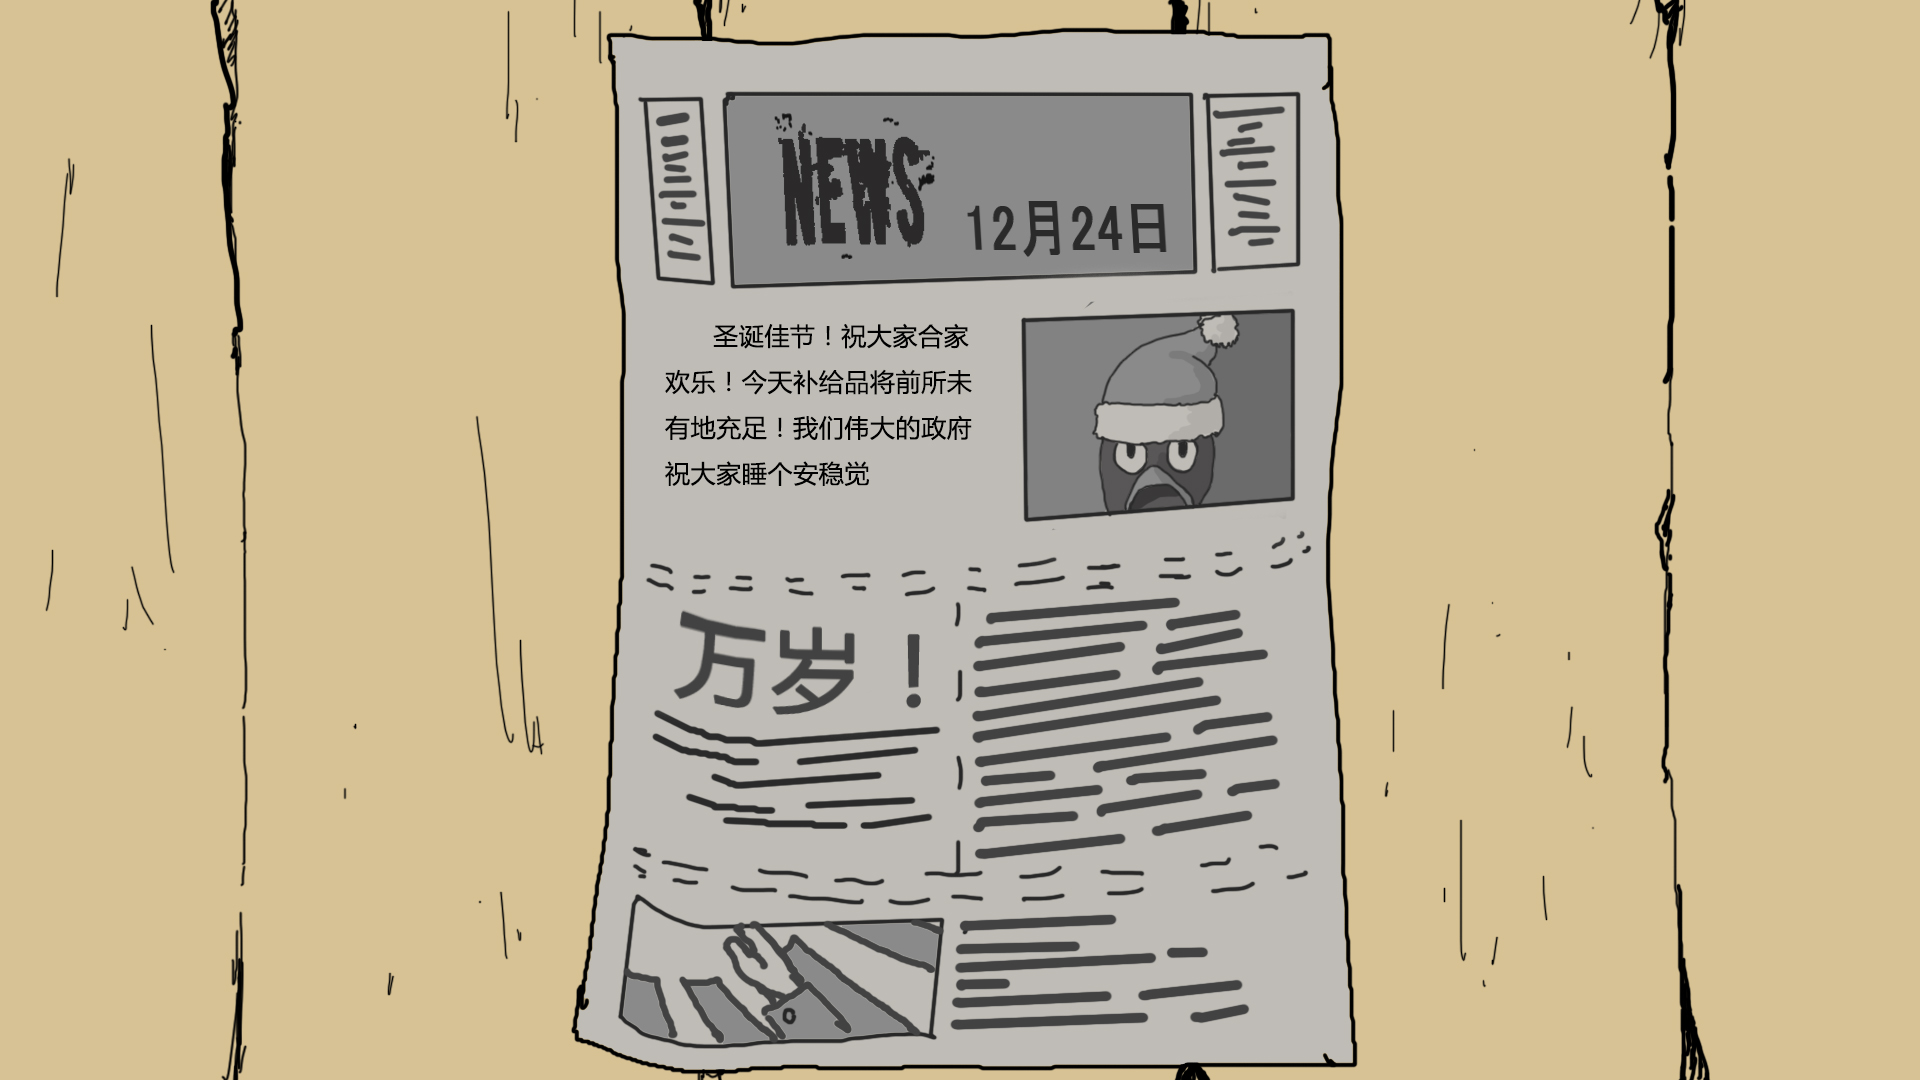 NEWS
12月24日
圣诞佳节！祝大家合家
欢乐！今天补给品将前所未
有地充足！我们伟大的政府
祝大家睡个安稳觉
万岁！